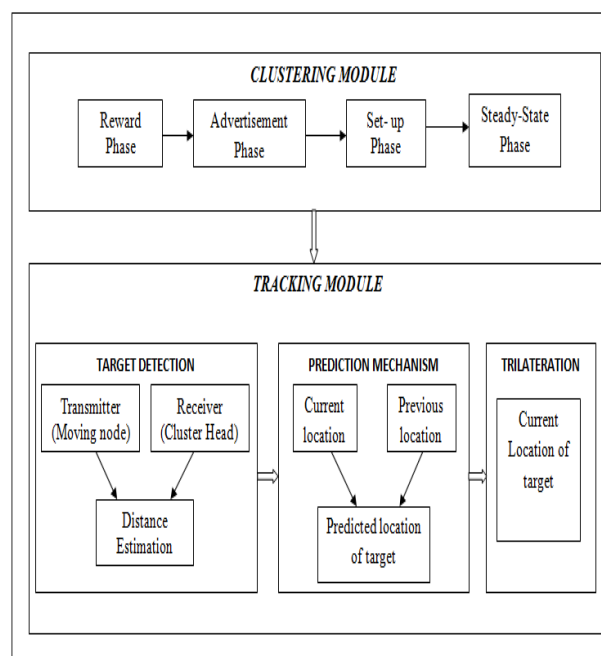 CLUSTERING MODULE
Reward
Phase
Advertisement
Phase
Set- up
Phase
Steady-State
Phase
TRACKING MODULE
TARGET DETECTION
Transmitter
(Moving node)
Receiver
(Cluster Head)
Distance
Estimation
PREDICTION MECHANISM
Current
location
Previous
location
Predicted location
of target
TRILATERATION
Current
Location of
target